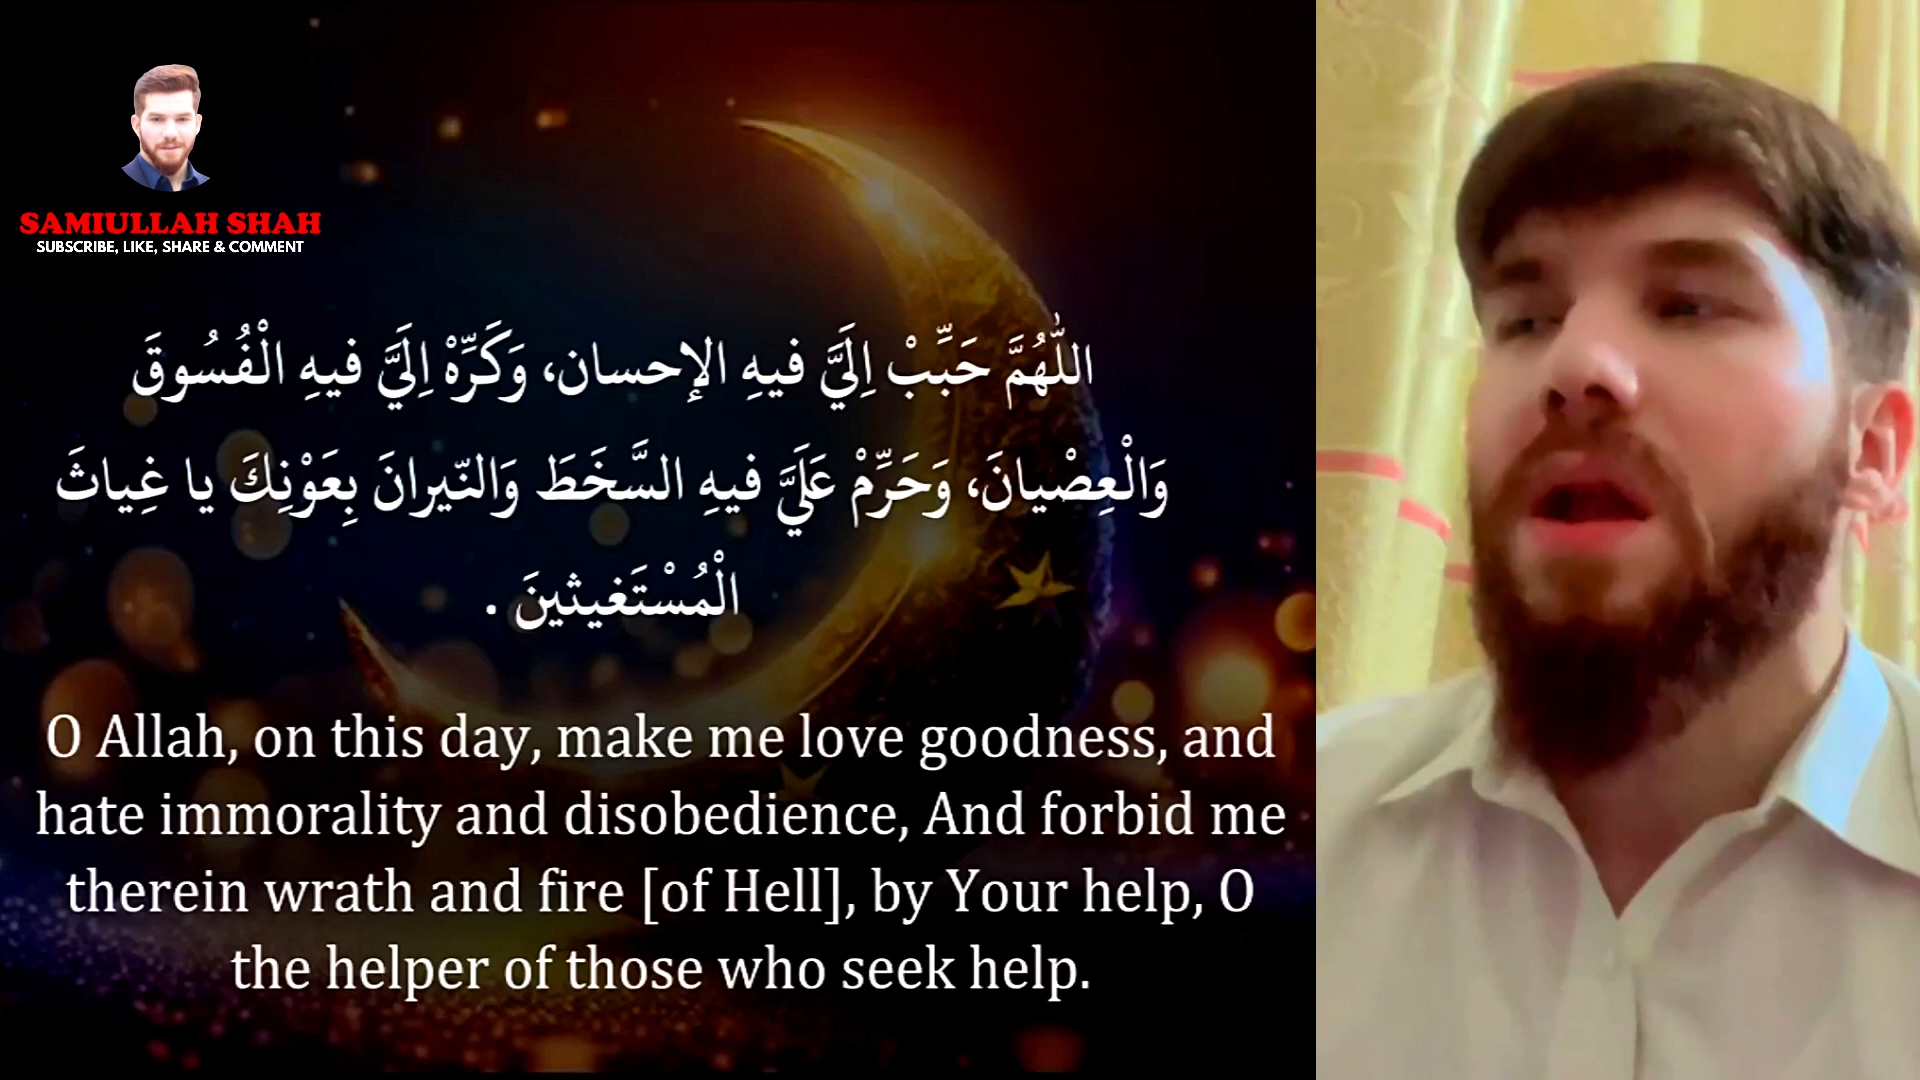 SAMIULLAH SHAH
SUBSCRIBE, LIKE, SHARE & COMMENT
اللّٰهُمَّ حَبِّبْ اِلَيَّ فيهِ الإحسان، وَكَرِّهْ اِلَيَّ فيهِ الْفُسُوقَ
وَالْعِصْيانَ، وَحَرِّمْ عَلَيَّ فيهِ السَّخَطَ وَالنّيرانَ بِعَوْنِكَ يا غِياثَ
الْمُسْتَغيثينَ .
O Allah, on this day, make me love goodness, and
hate immorality and disobedience, And forbid me
therein wrath and fire [of Hell], by Your help, O
the helper of those who seek help.